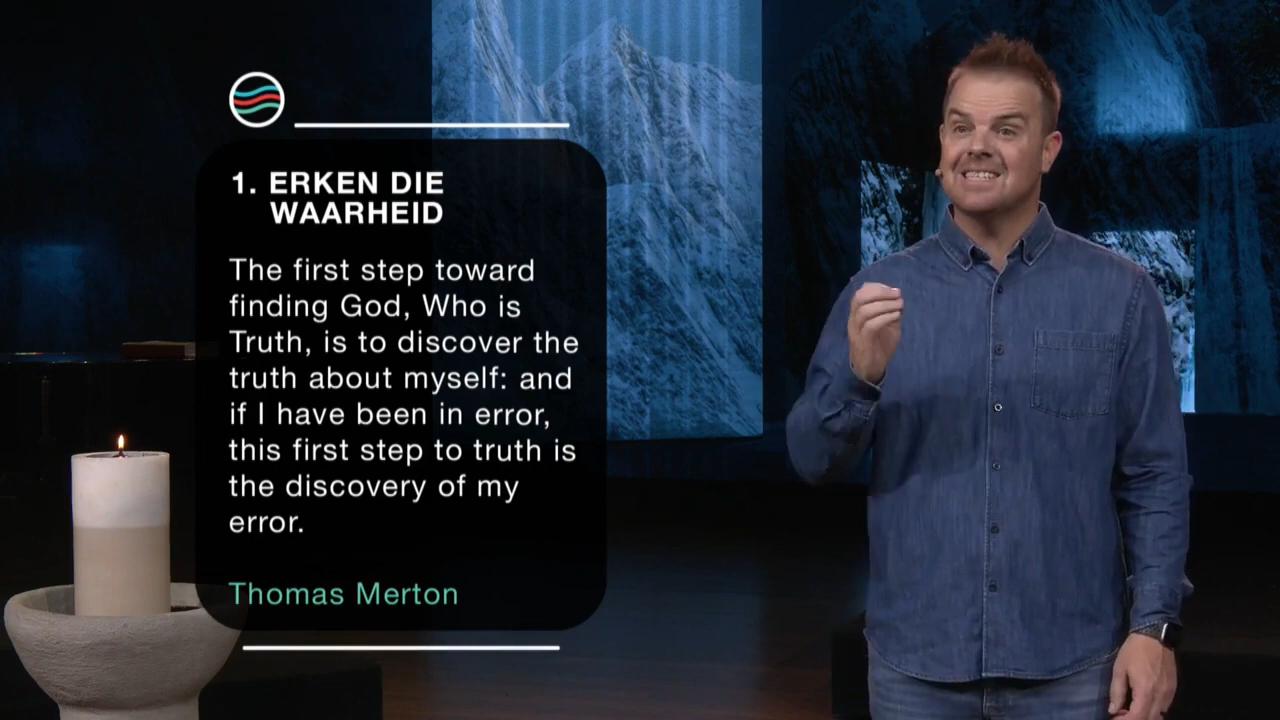 1. ERKEN DIE
WAARHEID
The first step toward
finding God, Who is
Truth, is to discover the
truth about myself: and
if I have been in error,
this first step to truth is
the discovery of my
error.
Thomas Merton